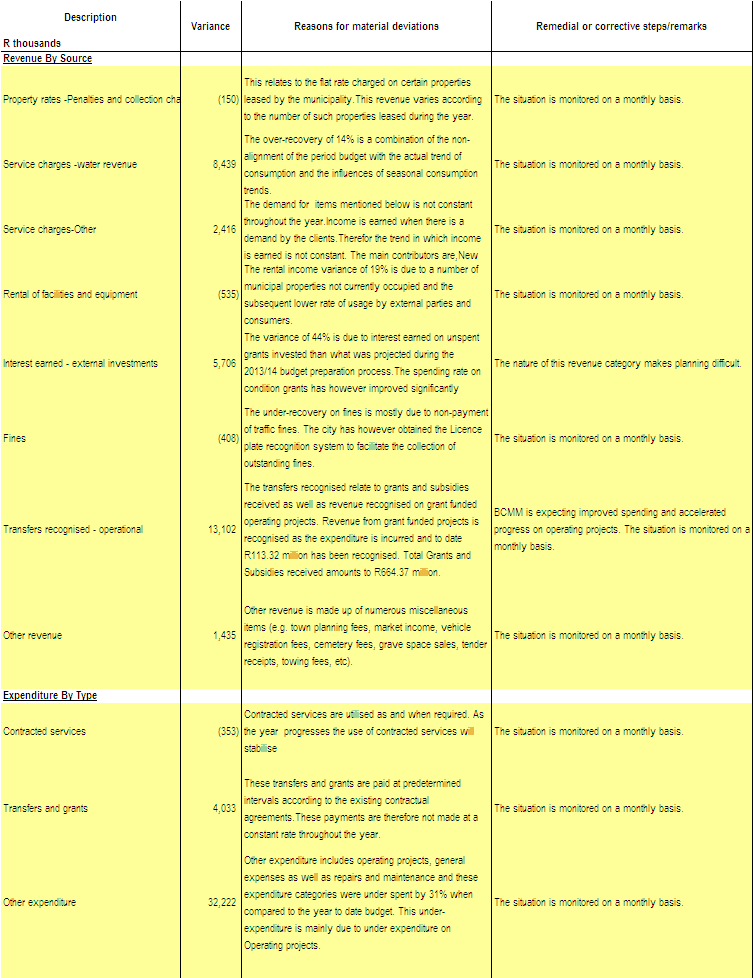 Description
Variance
Reasons for material deviations
Remedial or corrective steps/remarks
R thousands
Revenue By Source
Property rates -Penalties and collection cha
(150)
This relates to the flat rate charged on certain properties
leased by the municipality.This revenue varies according
to the number of such properties leased during the year.
The situation is monitored on a monthly basis.
Service charges -water revenue
8,439
The over-recovery of 14% is a combination of the non-
alignment of the period budget with the actual trend of
consumption and the influences of seasonal consumption
trends.
The situation is monitored on a monthly basis.
Service charges-Other
2,416
The demand for  items mentioned below is not constant
throughout the year.Income is earned when there is a
demand by the clients.Therefor the trend in which income
is earned is not constant. The main contributors are,New
The situation is monitored on a monthly basis.
Rental of facilities and equipment
(535)
The rental income variance of 19% is due to a number of
municipal properties not currently occupied and the
subsequent lower rate of usage by external parties and
consumers.
The situation is monitored on a monthly basis.
Interest earned - external investments
5,706
The variance of 44% is due to interest earned on unspent
grants invested than what was projected during the
2013/14 budget preparation process.The spending rate on
condition grants has however improved significantly
The nature of this revenue category makes planning difficult.
Fines
(408)
The under-recovery on fines is mostly due to non-payment
of traffic fines. The city has however obtained the Licence
plate recognition system to facilitate the collection of
outstanding fines.
The situation is monitored on a monthly basis.
Transfers recognised - operational
13,102
The transfers recognised relate to grants and subsidies
received as well as revenue recognised on grant funded
operating projects. Revenue from grant funded projects is
recognised as the expenditure is incurred and to date
R113.32 million has been recognised. Total Grants and
Subsidies received amounts to R664.37 million.
BCMM is expecting improved spending and accelerated
progress on operating projects. The situation is monitored on a
monthly basis.
Other revenue
1,435
Other revenue is made up of numerous miscellaneous
items (e.g. town planning fees, market income, vehicle
registration fees, cemetery fees, grave space sales, tender
receipts, towing fees, etc).
The situation is monitored on a monthly basis.
Expenditure By Type
Contracted services
(353)
Contracted services are utilised as and when required. As
the year  progresses the use of contracted services will
stabilise
The situation is monitored on a monthly basis.
Transfers and grants
4,033
These transfers and grants are paid at predetermined
intervals according to the existing contractual
agreements.These payments are therefore not made at a
constant rate throughout the year.
The situation is monitored on a monthly basis.
Other expenditure
32,222
Other expenditure includes operating projects, general
expenses as well as repairs and maintenance and these
expenditure categories were under spent by 31% when
compared to the year to date budget. This under-
expenditure is mainly due to under expenditure on
Operating projects.
The situation is monitored on a monthly basis.